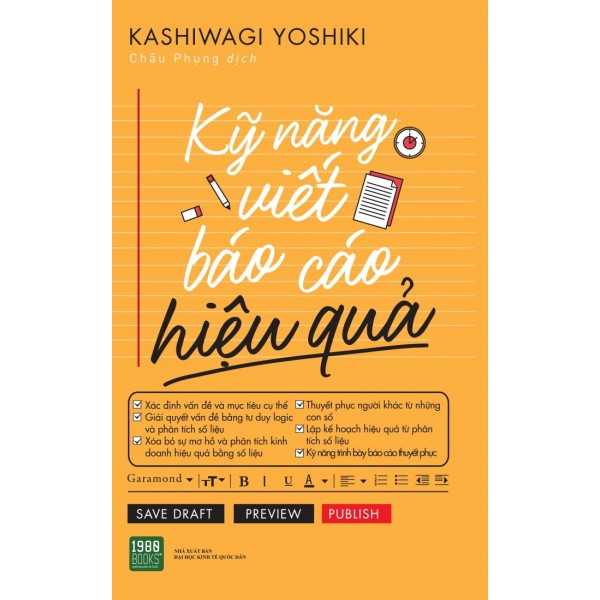 KASHIWAGI YOSHIKI
Châu Phụng dịch
Kỹ năng
viết
báo cáo
hiệu quả
Xác định vấn đề và mục tiêu cụ thể
Giải quyết vấn đề bằng tư duy logic
và phân tích số liệu
Xóa bỏ sự mơ hồ và phân tích kinh
doanh hiệu quả bằng số liệu
Thuyết phục người khác từ những
con số
Lập kế hoạch hiệu quả từ phân
tích số liệu
Kỹ năng trình bày báo cáo thuyết phục
Garamond TT B I U A
SAVE DRAFT PREVIEW PUBLISH
1980
BOOKS
NHÀ XUẤT BẢN
ĐẠI HỌC KINH TẾ QUỐC DÂN